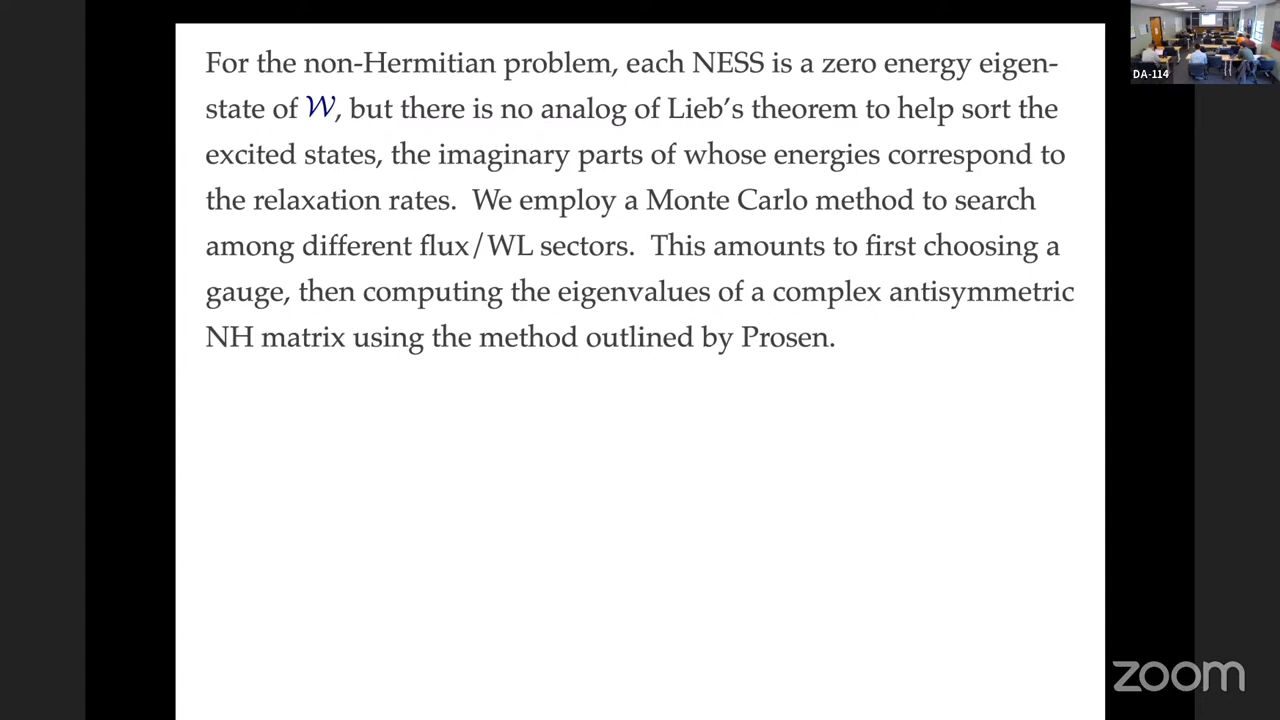 For the non-Hermitian problem, each NESS is a zero energy eigen-
state of 𝒲, but there is no analog of Lieb’s theorem to help sort the
excited states, the imaginary parts of whose energies correspond to
the relaxation rates. We employ a Monte Carlo method to search
among different flux/WL sectors. This amounts to first choosing a
gauge, then computing the eigenvalues of a complex antisymmetric
NH matrix using the method outlined by Prosen.
DA-114
zoom